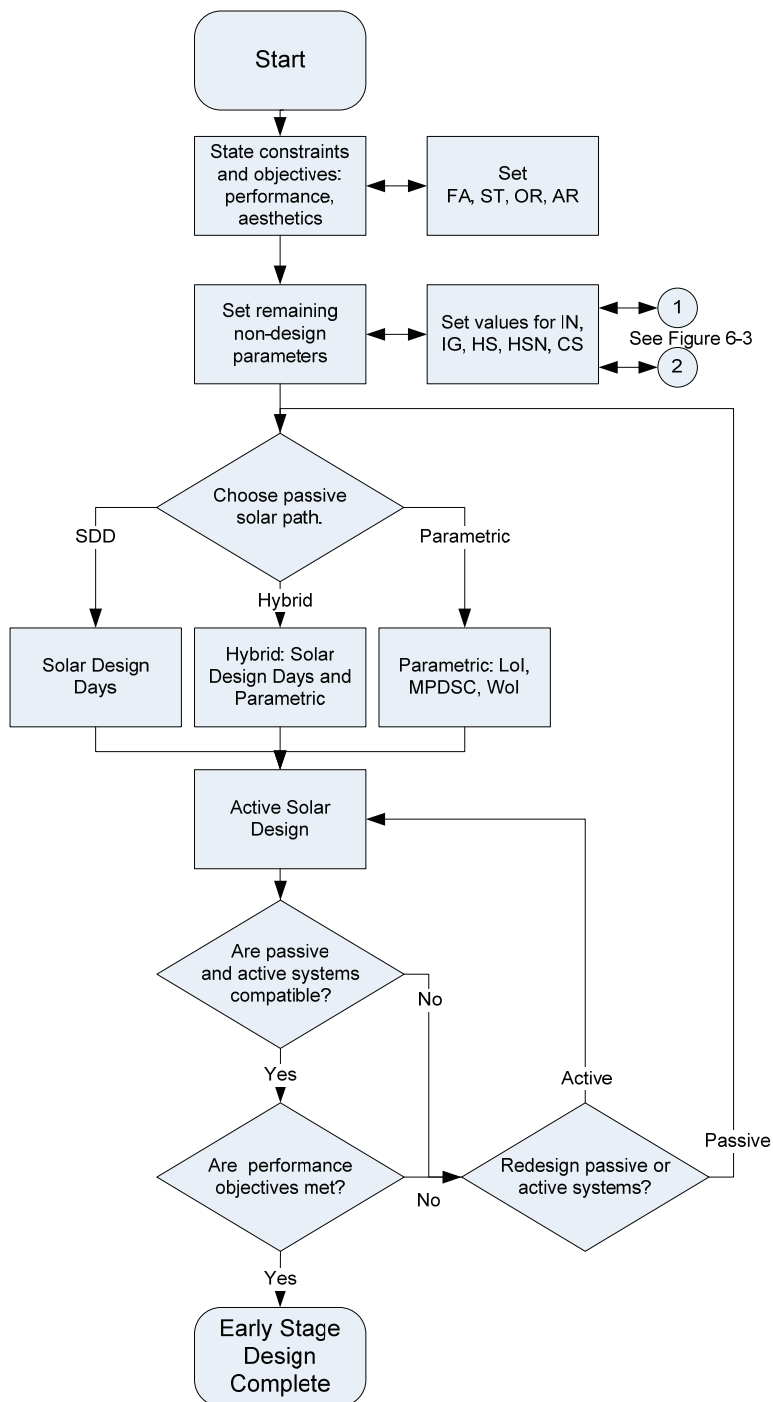 Start
State constraints
and objectives:
performance,
aesthetics
Set
FA, ST, OR, AR
Set remaining
non-design
parameters
Set values for IN,
IG, HS, HSN, CS
1
See Figure 6-3
2
Choose passive
solar path.
SDD
Parametric
Hybrid
Solar Design
Days
Hybrid: Solar
Design Days and
Parametric
Parametric: LoI,
MPDSC, WoI
Active Solar
Design
Are passive
and active systems
compatible?
No
Yes
Active
Passive
Are performance
objectives met?
No
Redesign passive or
active systems?
Yes
Early Stage
Design
Complete